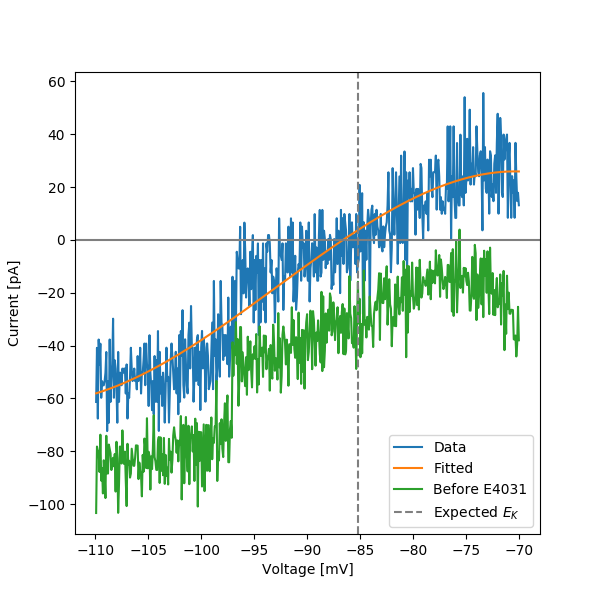 60
40
20
0
−20
−40
−60
−80
−100
Current [pA]
Data
Fitted
Before E4031
Expected E_K
−110 −105 −100 −95 −90 −85 −80 −75 −70
Voltage [mV]